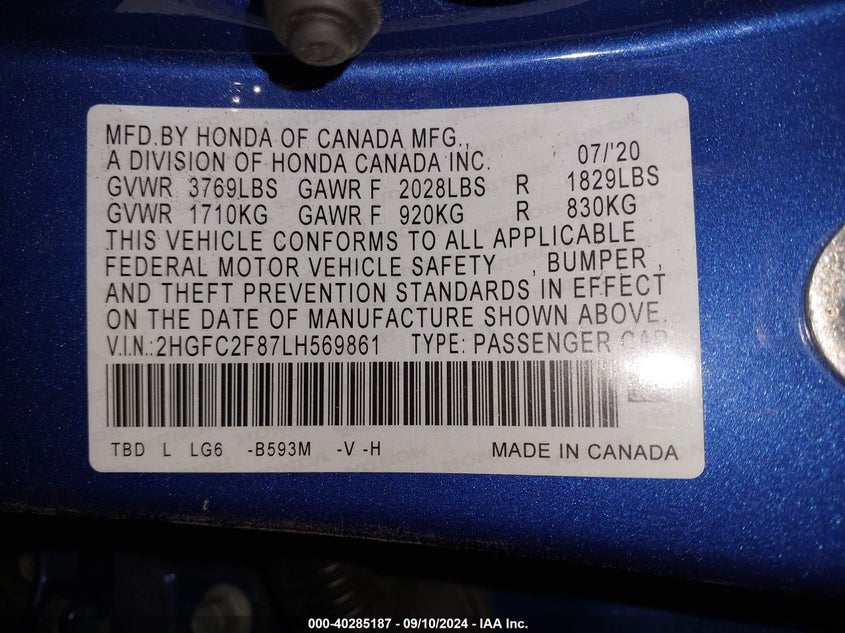 MFD.BY HONDA OF CANADA MFG.,
A DIVISION OF HONDA CANADA INC. 07/'20
GVWR 3769LBS GAWR F 2028LBS R 1829LBS
GVWR 1710KG GAWR F 920KG R 830KG
THIS VEHICLE CONFORMS TO ALL APPLICABLE
FEDERAL MOTOR VEHICLE SAFETY , BUMPER ,
AND THEFT PREVENTION STANDARDS IN EFFECT
ON THE DATE OF MANUFACTURE SHOWN ABOVE.
V.I.N.:2HGFC2F87LH569861 TYPE: PASSENGER CAR
TBD L LG6 -B593M -V -H MADE IN CANADA
000-40285187 - 09/10/2024 - IAA Inc.